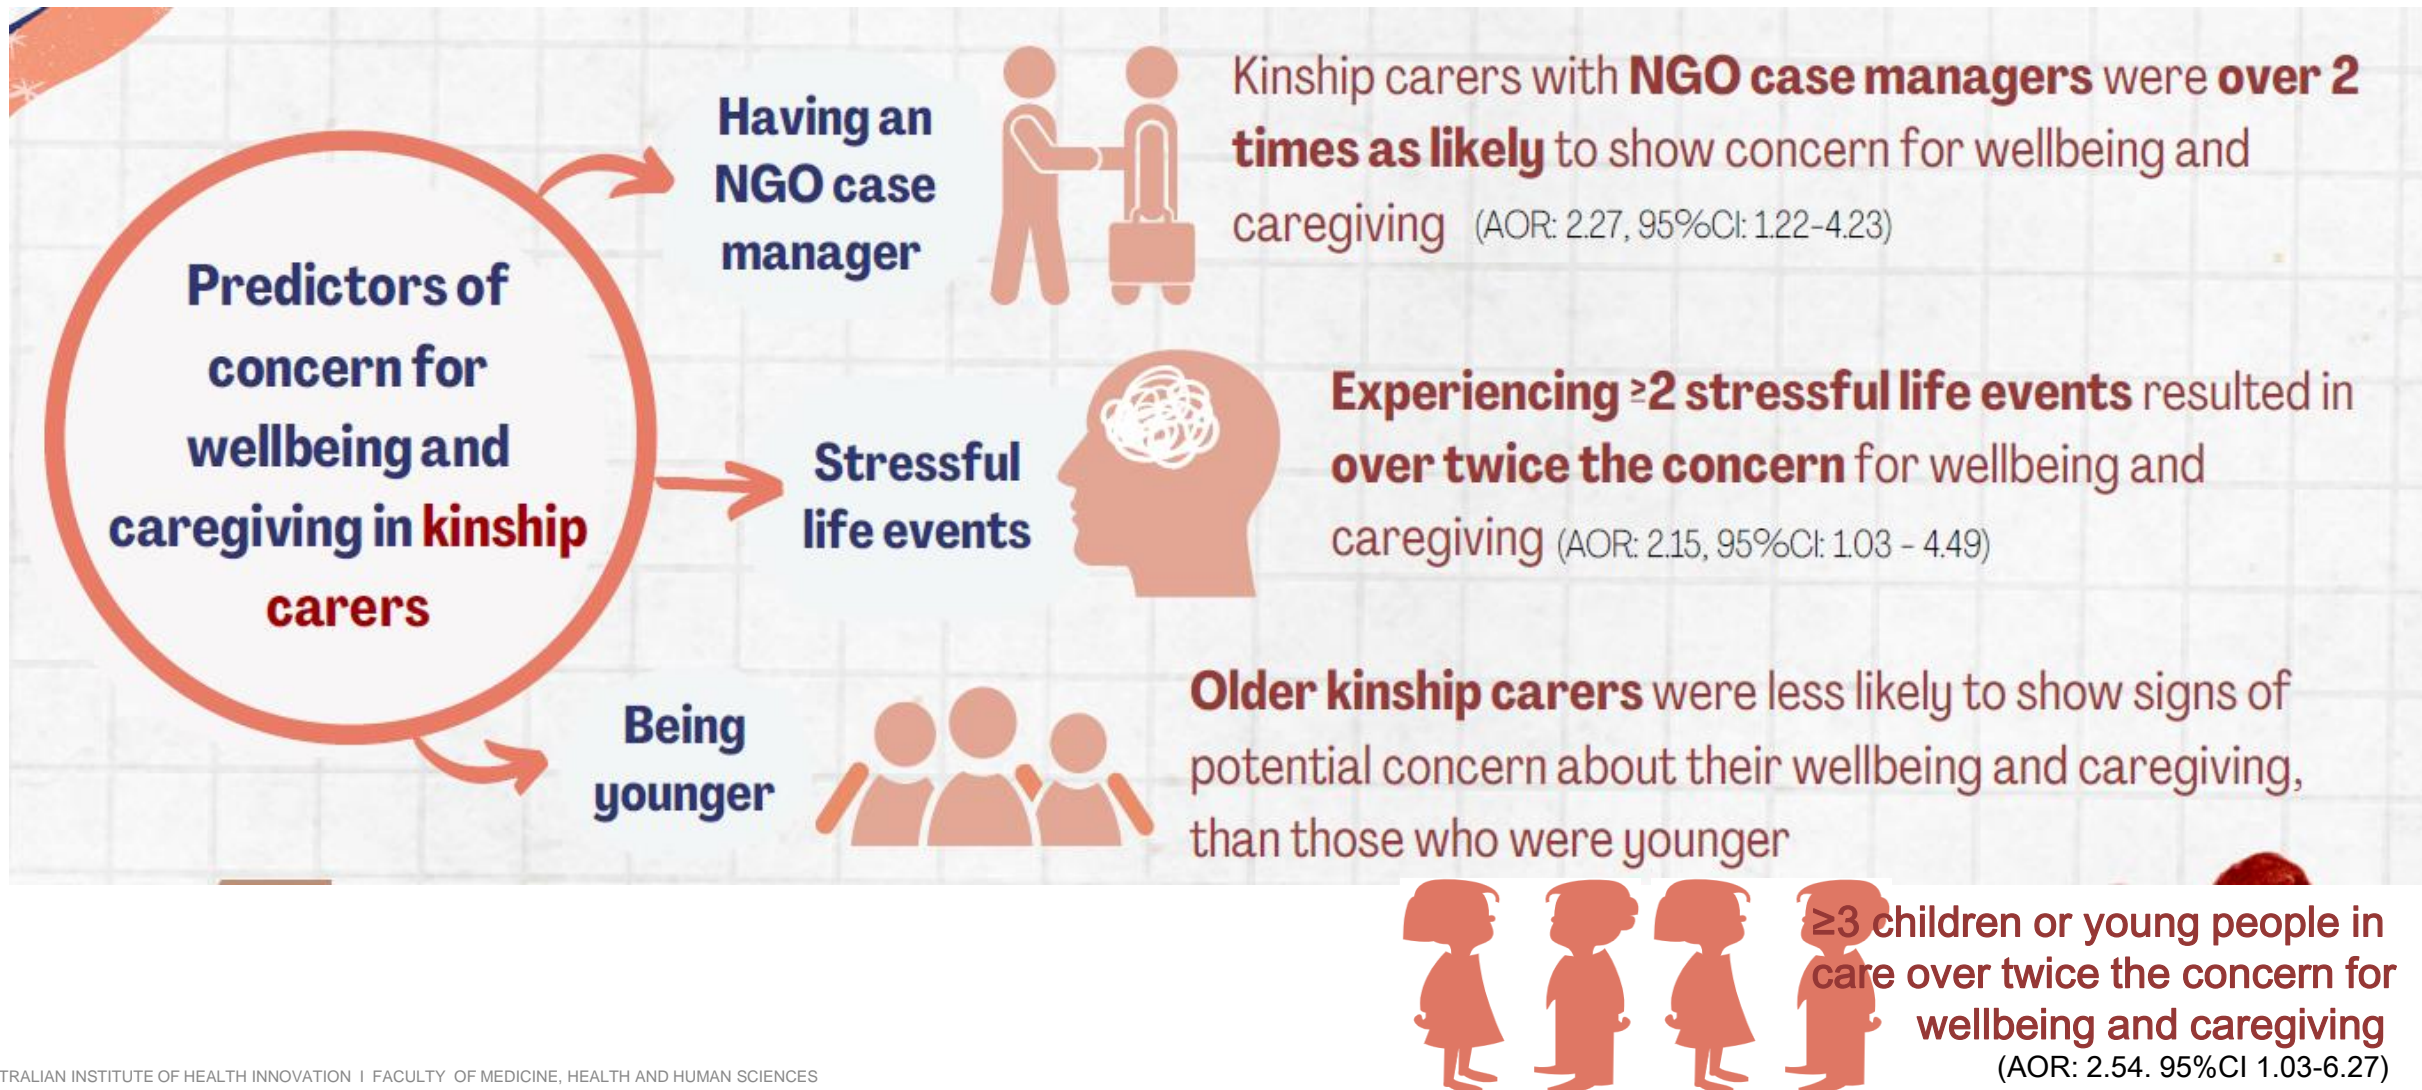 Predictors of
concern for
wellbeing and
caregiving in kinship
carers
Having an
NGO case
manager
Kinship carers with NGO case managers were over 2
times as likely to show concern for wellbeing and
caregiving (AOR: 2.27, 95%CI: 1.22-4.23)
Stressful
life events
Experiencing ≥2 stressful life events resulted in
over twice the concern for wellbeing and
caregiving (AOR: 2.15, 95%CI: 1.03 - 4.49)
Being
younger
Older kinship carers were less likely to show signs of
potential concern about their wellbeing and caregiving,
than those who were younger
≥3 children or young people in
care over twice the concern for
wellbeing and caregiving
(AOR: 2.54. 95%CI 1.03-6.27)
TRALIAN INSTITUTE OF HEALTH INNOVATION I FACULTY OF MEDICINE, HEALTH AND HUMAN SCIENCES